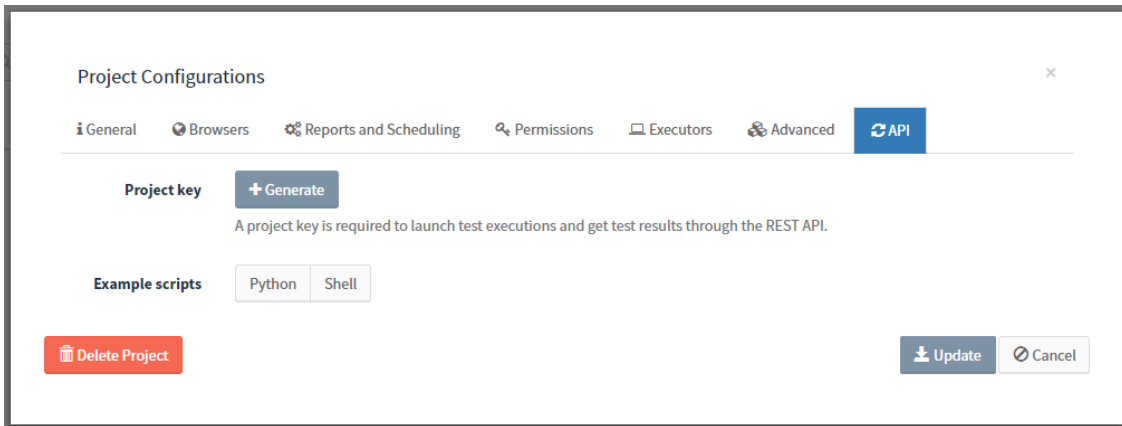 Project Configurations
×
General Browsers Reports and Scheduling Permissions Executors Advanced API
Project key Generate
A project key is required to launch test executions and get test results through the REST API.
Example scripts Python Shell
Delete Project Update Cancel